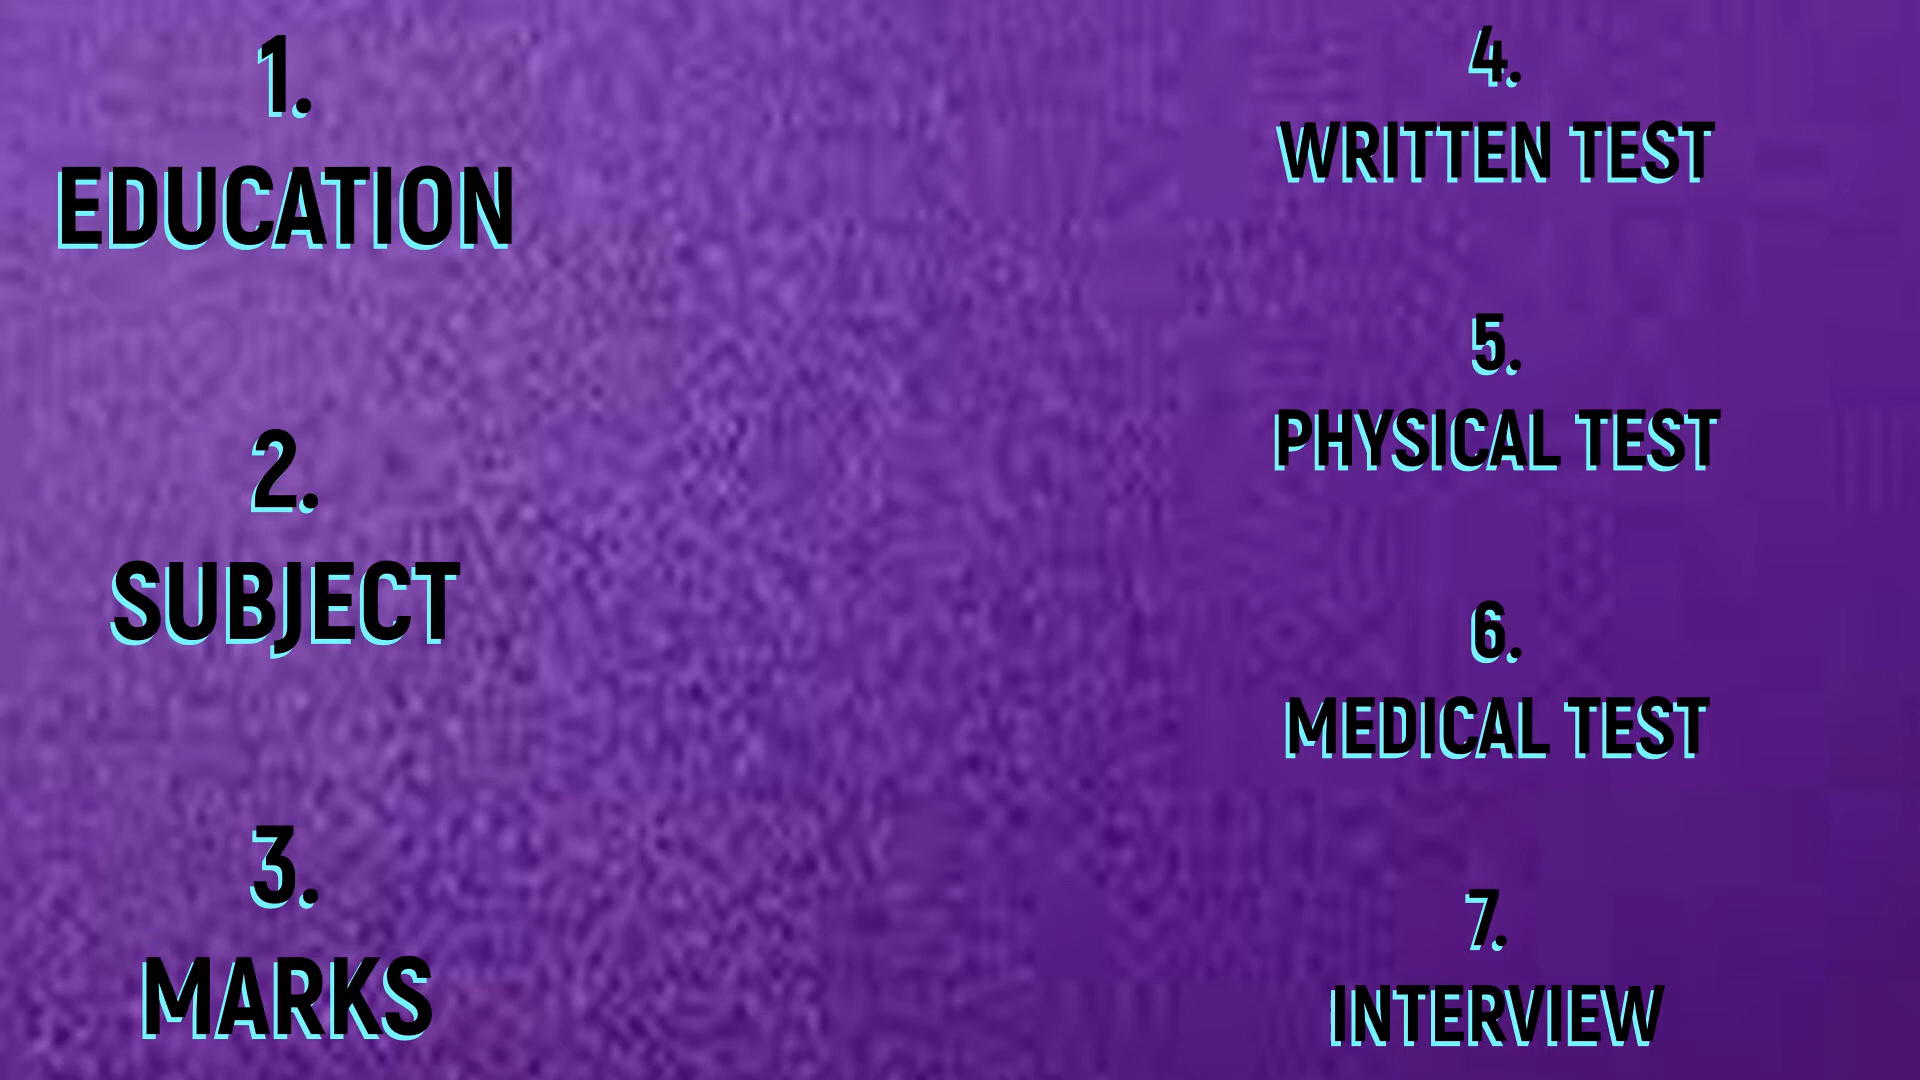 1.
EDUCATION
2.
SUBJECT
3.
MARKS
4.
WRITTEN TEST
5.
PHYSICAL TEST
6.
MEDICAL TEST
7.
INTERVIEW